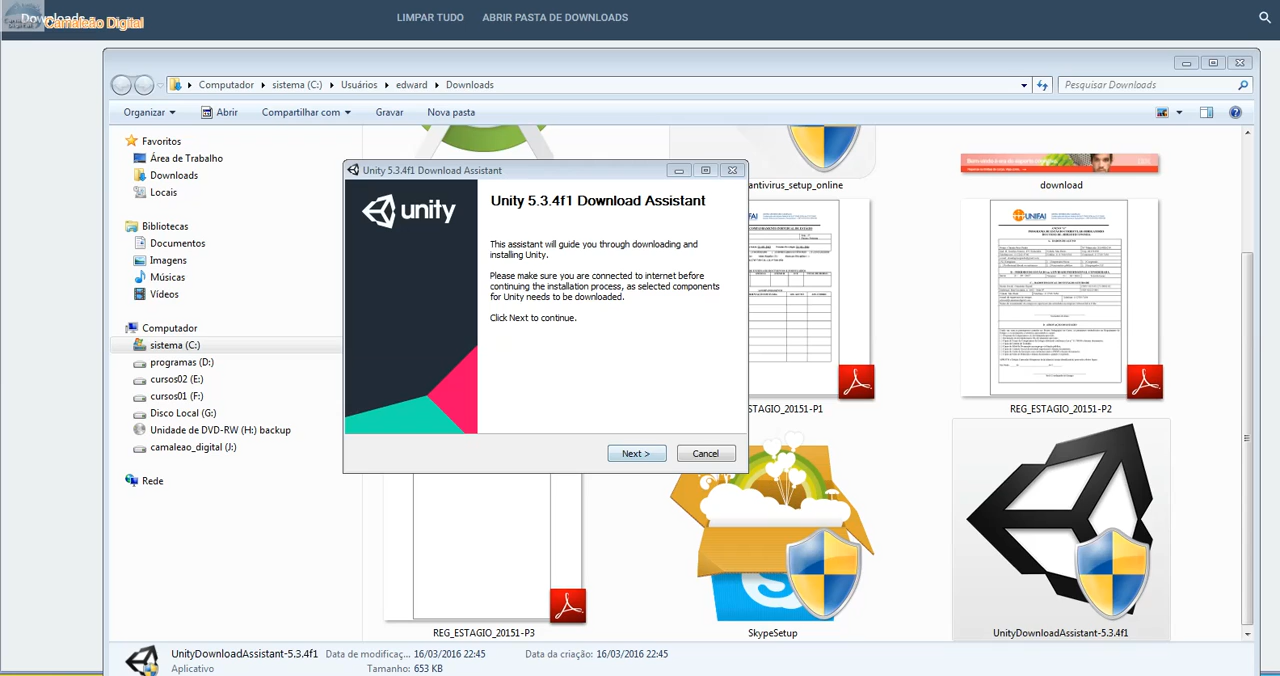 Downloads
Camaleão Digital
LIMPAR TUDO
ABRIR PASTA DE DOWNLOADS
Computador
sistema (C:)
Usuários
edward
Downloads
Pesquisar Downloads
Organizar
Abrir
Compartilhar com
Gravar
Nova pasta
Favoritos
Área de Trabalho
Downloads
Locais
Bibliotecas
Documentos
Imagens
Músicas
Vídeos
Computador
sistema (C:)
programas (D:)
cursos02 (E:)
cursos01 (F:)
Disco Local (G:)
Unidade de DVD-RW (H:) backup
camaleao_digital (J:)
Rede
Unity 5.3.4f1 Download Assistant
unity
Unity 5.3.4f1 Download Assistant
This assistant will guide you through downloading and
installing Unity.
Please make sure you are connected to internet before
continuing the installation process, as selected components
for Unity needs to be downloaded.
Click Next to continue.
Next >
Cancel
antivirus_setup_online
download
UNIFAI
_ESTAGIO_20151-P1
REG_ESTAGIO_20151-P2
REG_ESTAGIO_20151-P3
SkypeSetup
UnityDownloadAssistant-5.3.4f1
UnityDownloadAssistant-5.3.4f1
Data de modificaç... 16/03/2016 22:45
Data da criação: 16/03/2016 22:45
Aplicativo
Tamanho: 653 KB